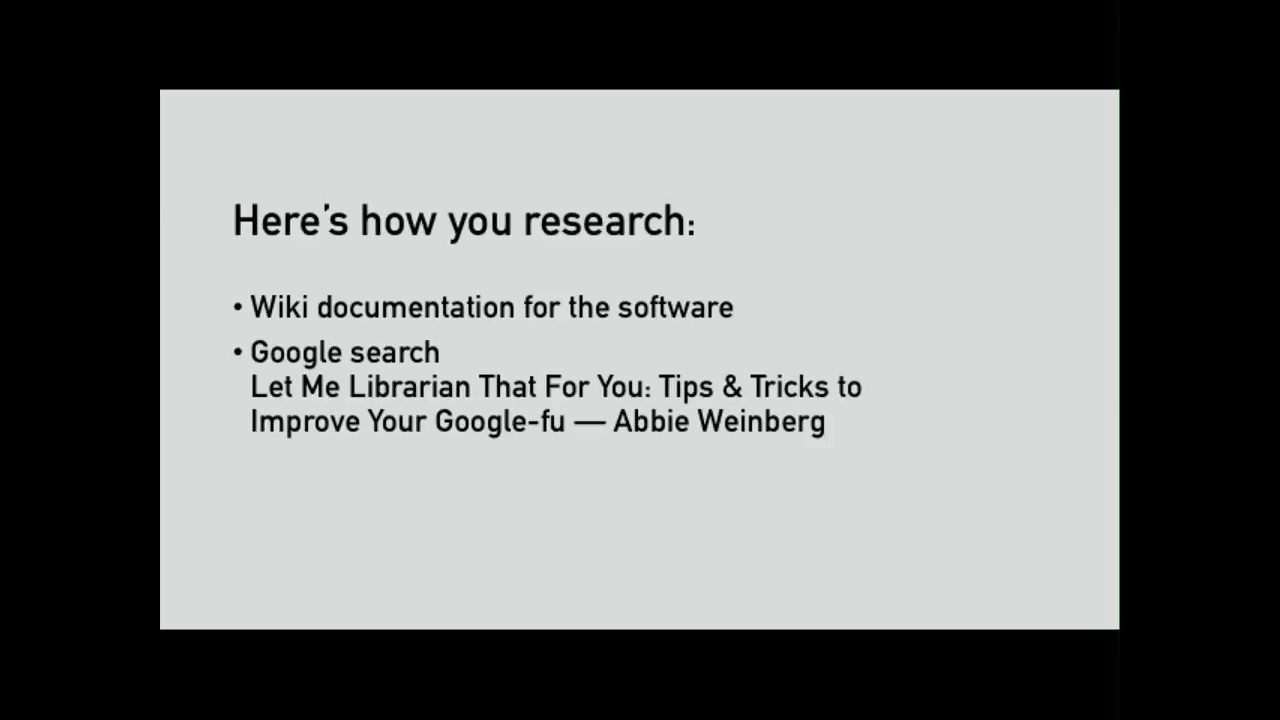 Here’s how you research:
• Wiki documentation for the software
• Google search
Let Me Librarian That For You: Tips & Tricks to
Improve Your Google-fu — Abbie Weinberg